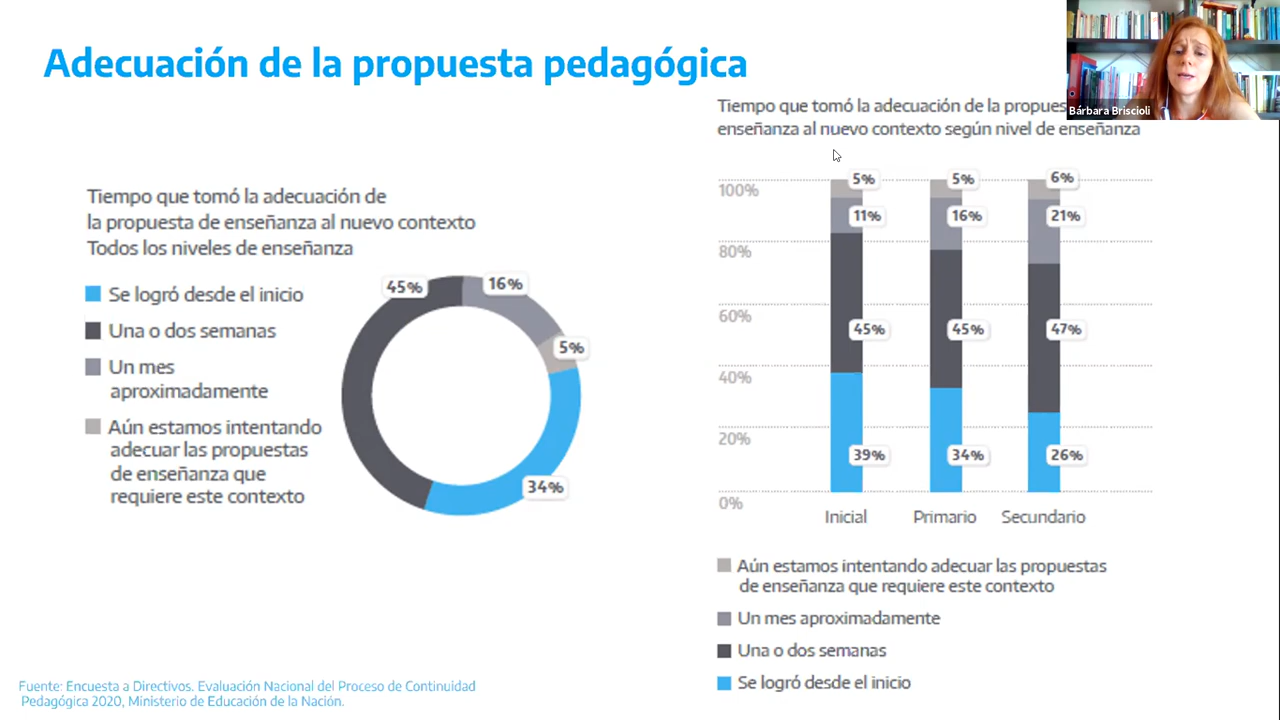 Adecuación de la propuesta pedagógica
Bárbara Briscioli
Tiempo que tomó la adecuación de
la propuesta de enseñanza al nuevo contexto
Todos los niveles de enseñanza
Se logró desde el inicio
Una o dos semanas
Un mes
aproximadamente
Aún estamos intentando
adecuar las propuestas
de enseñanza que
requiere este contexto
45%
16%
5%
34%
Tiempo que tomó la adecuación de la
enseñanza al nuevo contexto según nivel de enseñanza
100%
80%
60%
40%
20%
0%
5%
11%
45%
39%
5%
16%
45%
34%
6%
21%
47%
26%
Inicial
Primario
Secundario
Aún estamos intentando adecuar las propuestas
de enseñanza que requiere este contexto
Un mes aproximadamente
Una o dos semanas
Se logró desde el inicio
Fuente: Encuesta a Directivos. Evaluación Nacional del Proceso de Continuidad
Pedagógica 2020, Ministerio de Educación de la Nación.